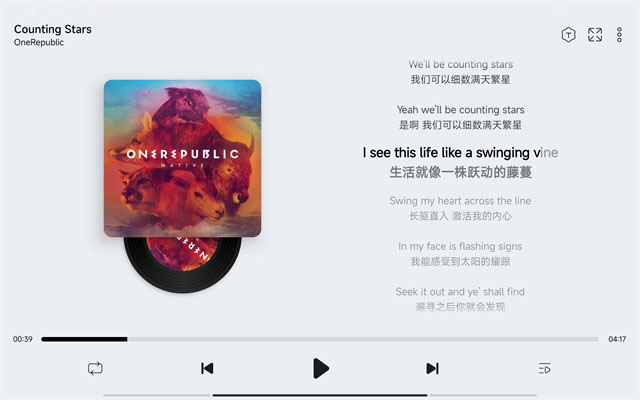 Counting Stars
OneRepublic
ONEREPUBLIC
NATIVE
We'll be counting stars
我们可以细数满天繁星
Yeah we'll be counting stars
是啊 我们可以细数满天繁星
I see this life like a swinging vine
生活就像一株跃动的藤蔓
Swing my heart across the line
长驱直入 激活我的内心
In my face is flashing signs
我能感受到太阳的耀眼
Seek it out and ye' shall find
遍寻之后你就会发现
00:39
04:17